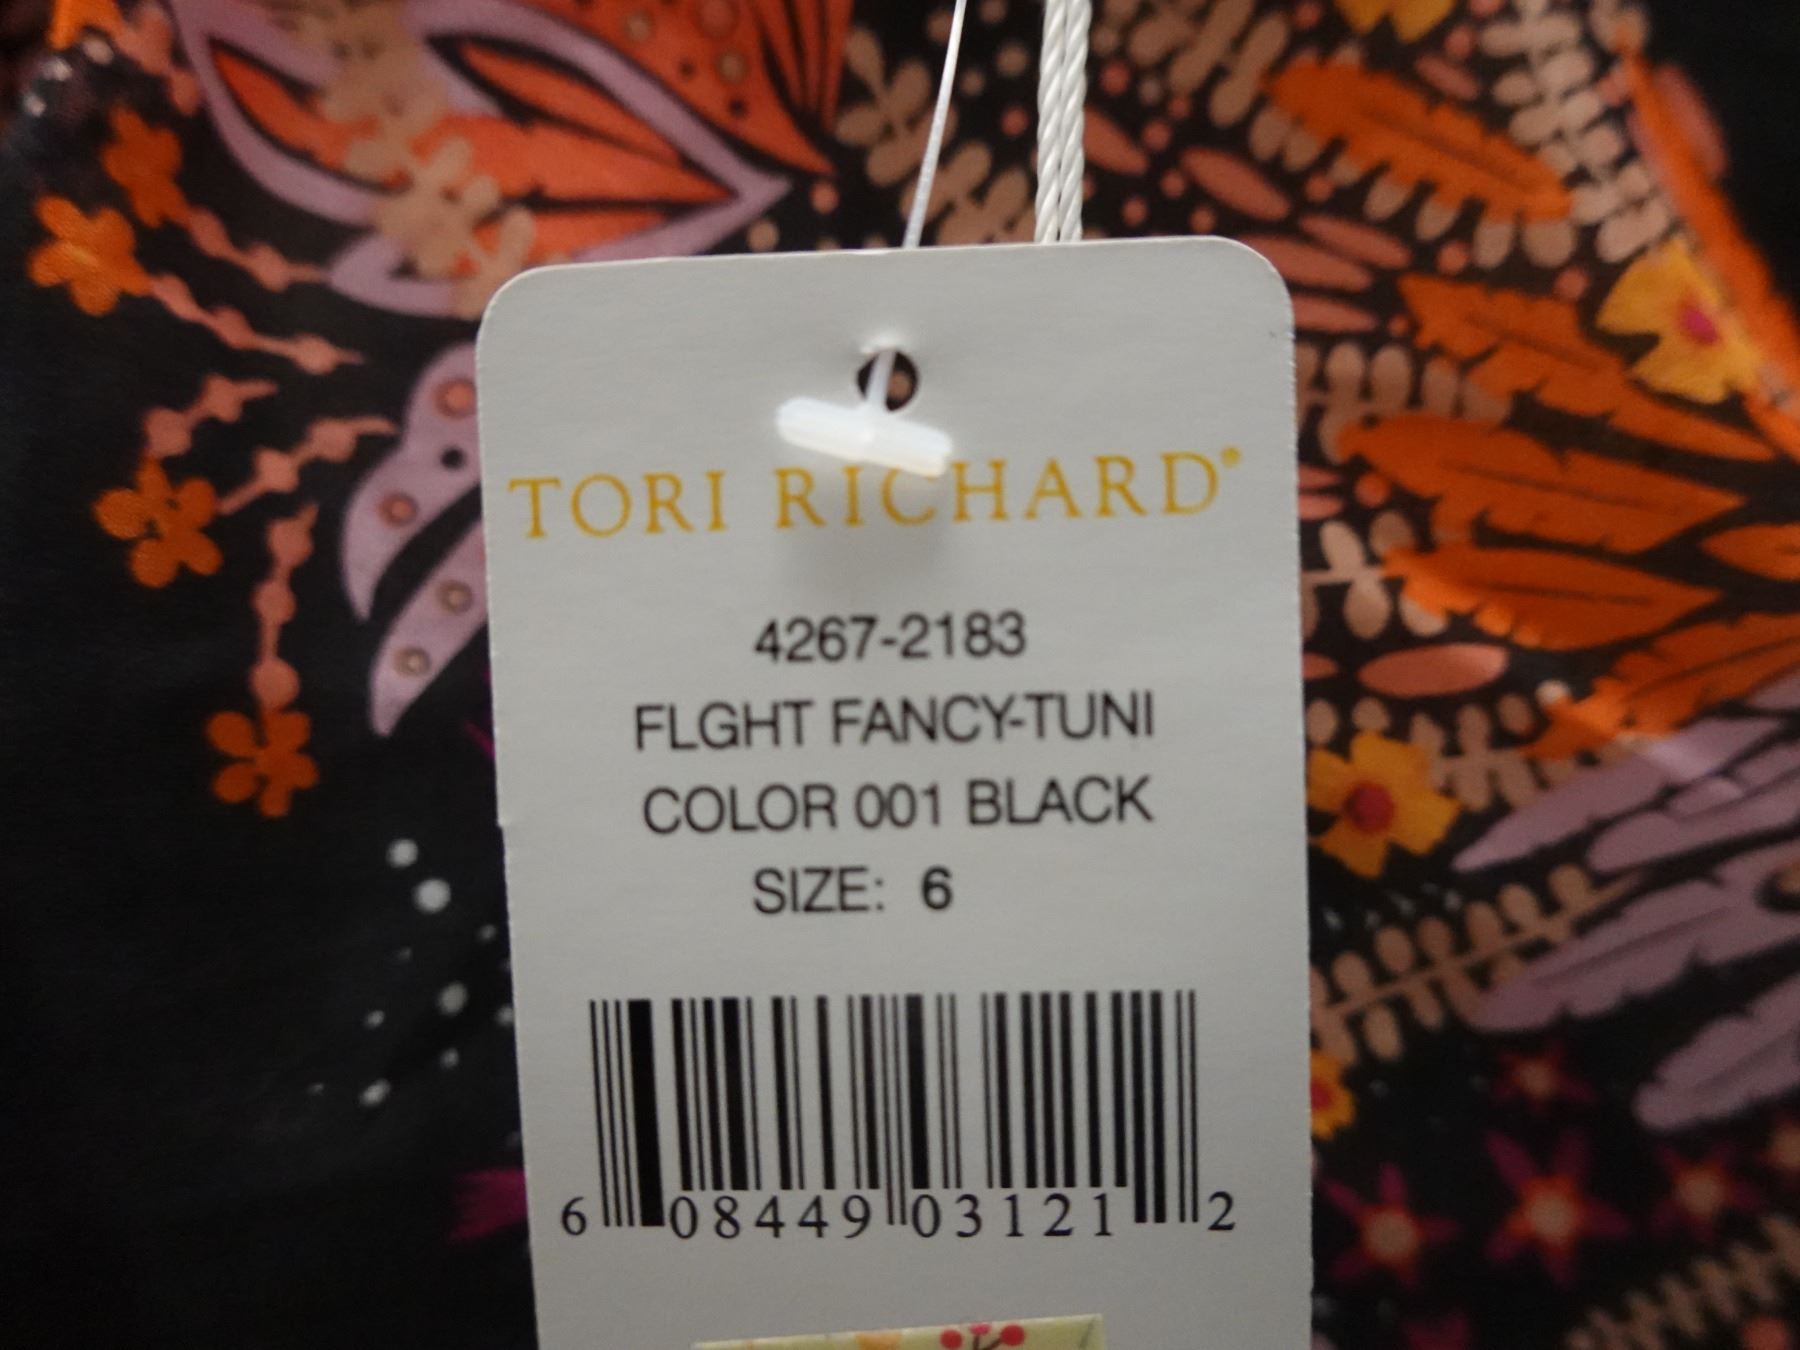 TORI RICHARD®
4267-2183
FLGHT FANCY-TUNI
COLOR 001 BLACK
SIZE: 6
6 08449 03121 2